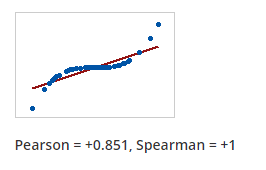 Pearson = +0.851, Spearman = +1